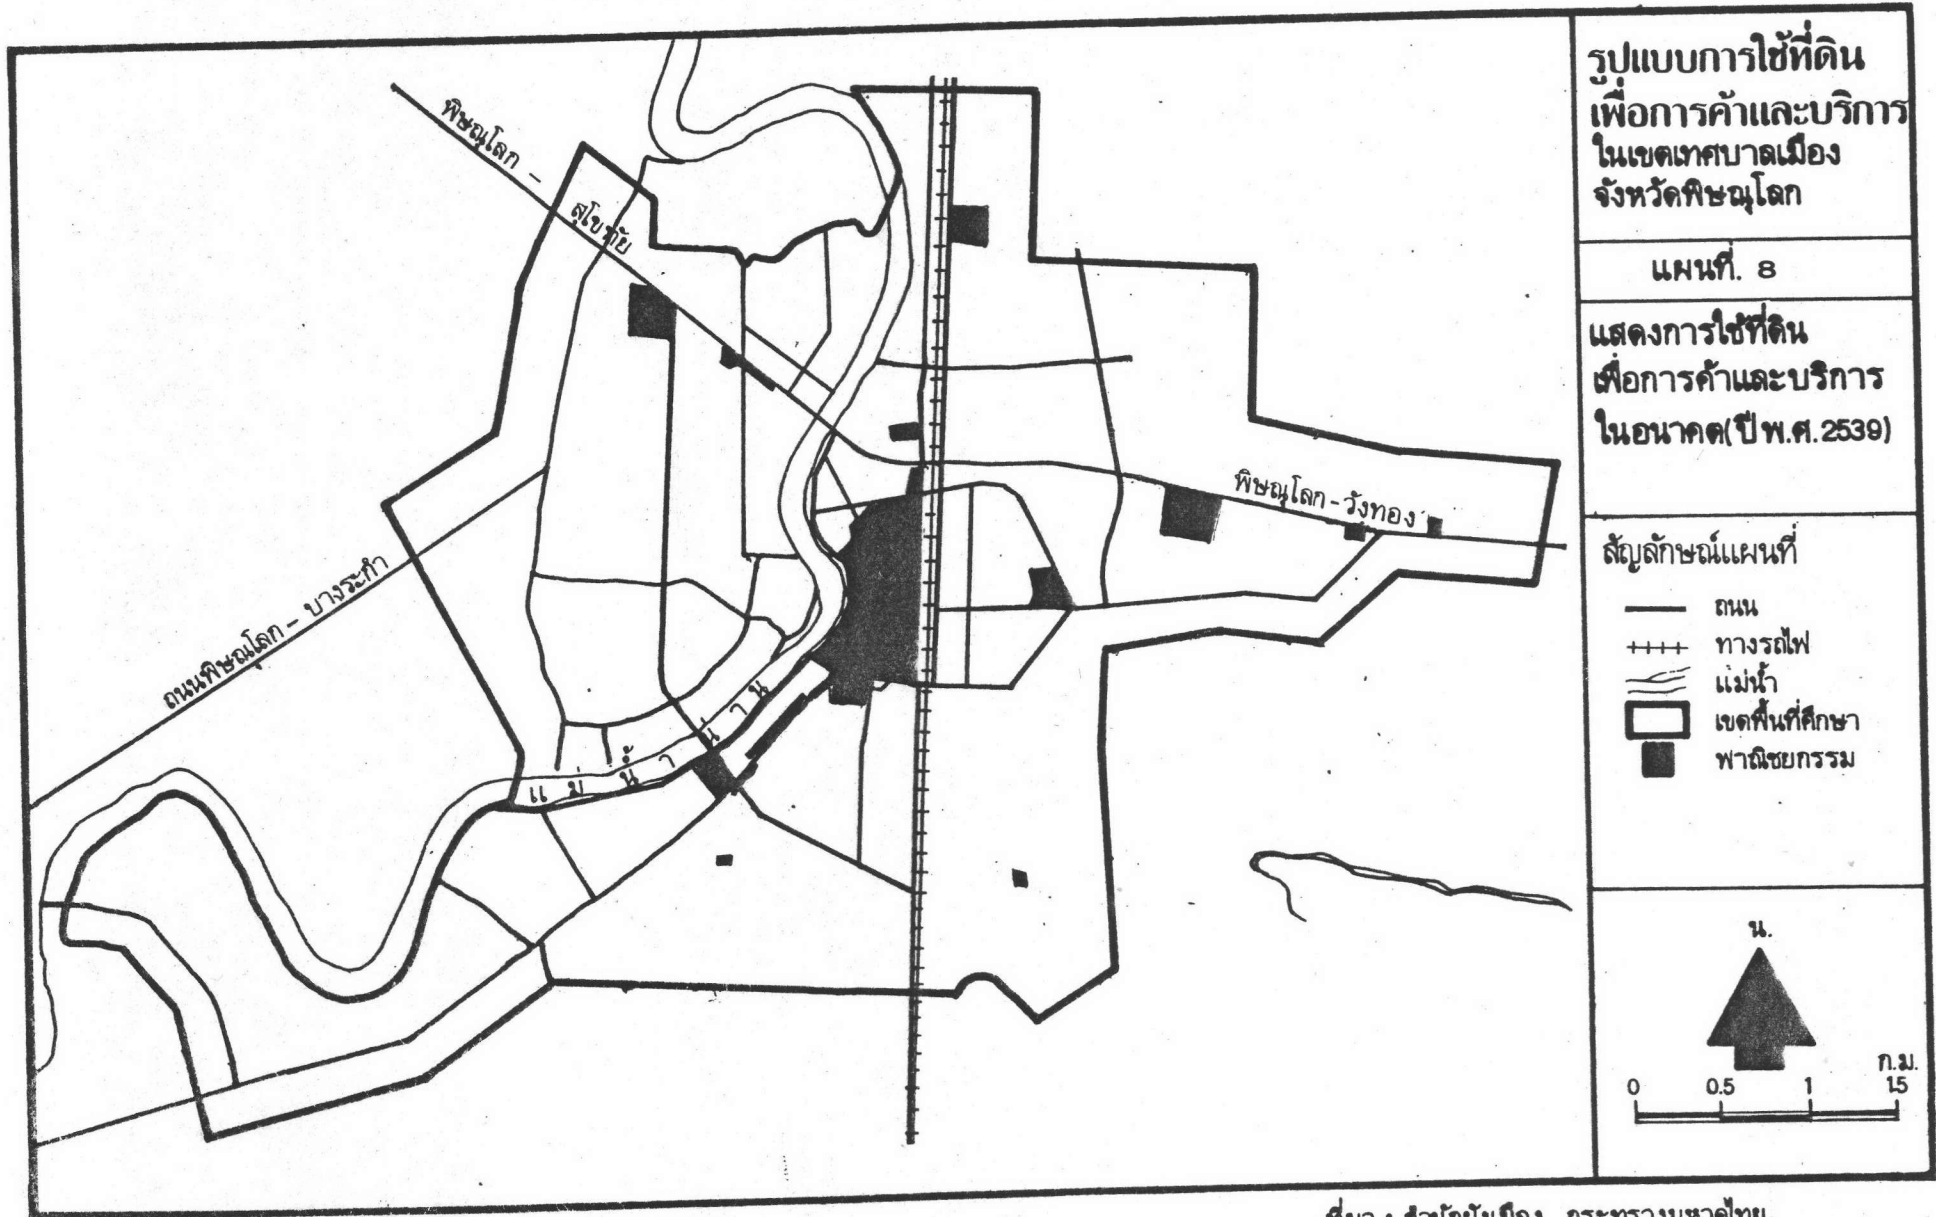 รูปแบบการใช้ที่ดิน
เพื่อการค้าและบริการ
ในเขตเทศบาลเมือง
จังหวัดพิษณุโลก
แผนที่. 8
แสดงการใช้ที่ดิน
เพื่อการค้าและบริการ
ในอนาคต(ปีพ.ศ.2539)
สัญลักษณ์แผนที่
ถนน
ทางรถไฟ
แม่น้ำ
เขตพื้นที่ศึกษา
พาณิชยกรรม
น.
ก.ม.
0 0.5 1 1.5
พิษณุโลก -
สุโขทัย
พิษณุโลก-วังทอง
ถนนพิษณุโลก - บางระกำ
แม่น้ำน่าน